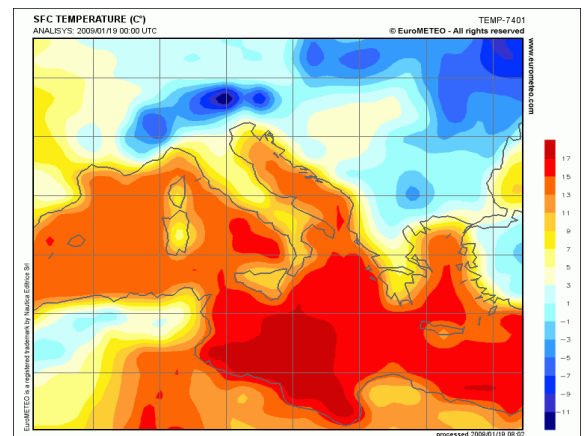 SFC TEMPERATURE (C°)
TEMP-7401
ANALISYS: 2009/01/19 00:00 UTC
© EuroMETEO - All rights reserved
www.eurometeo.com
EuroMETEO is a registered trademark by Nautica Editrice Srl
17
15
13
11
9
7
5
3
1
-1
-3
-5
-7
-9
-11
processed 2009/01/19 08:02